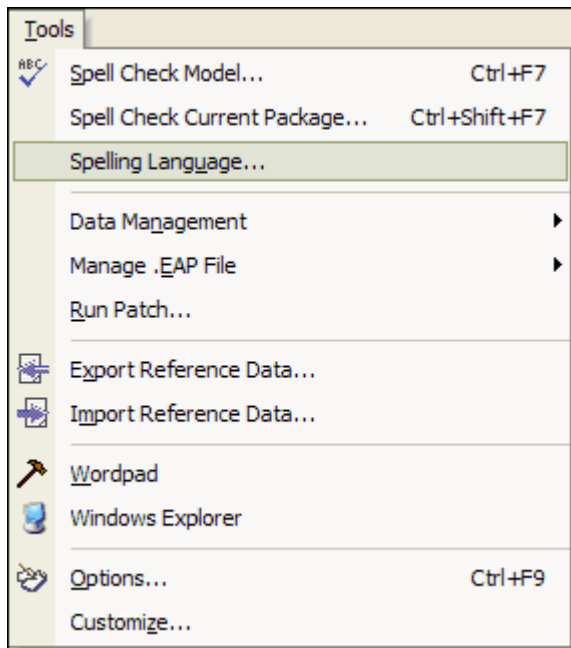 Tools
ABC
Spell Check Model... Ctrl+F7
Spell Check Current Package... Ctrl+Shift+F7
Spelling Language...
Data Management
Manage .EAP File
Run Patch...
Export Reference Data...
Import Reference Data...
Wordpad
Windows Explorer
Options... Ctrl+F9
Customize...